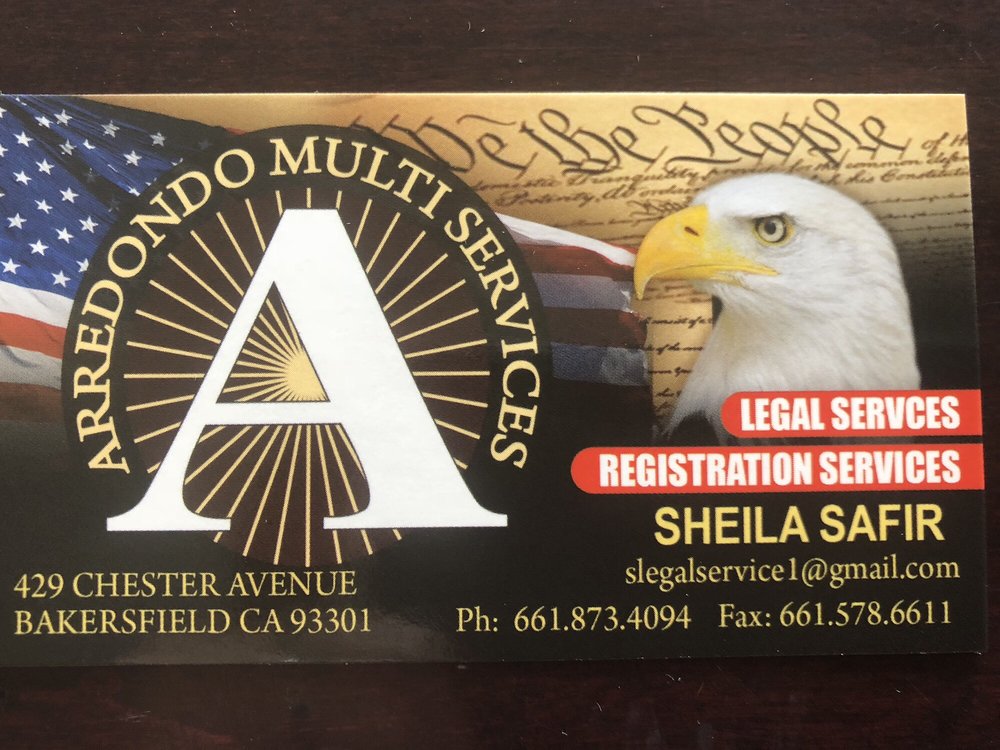 ARREDONDO MULTI SERVICES
A
We the People
LEGAL SERVCES
REGISTRATION SERVICES
SHEILA SAFIR
slegalservice1@gmail.com
429 CHESTER AVENUE
BAKERSFIELD CA 93301
Ph: 661.873.4094 Fax: 661.578.6611